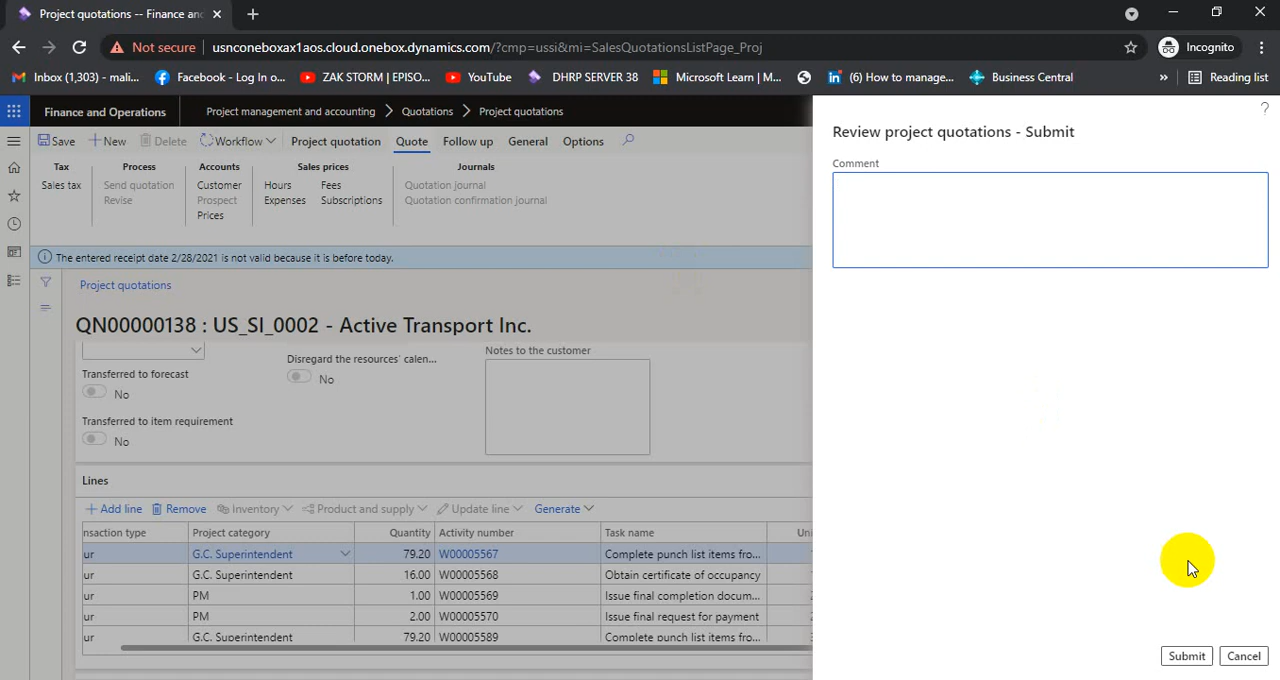 Project quotations -- Finance and
Not secure
usnconeboxax1aos.cloud.onebox.dynamics.com/?cmp=ussi&mi=SalesQuotationsListPage_Proj
Incognito
Inbox (1,303) - mali...
Facebook - Log In o...
ZAK STORM | EPISO...
YouTube
DHRP SERVER 38
Microsoft Learn | M...
(6) How to manage...
Business Central
»
Reading list
Finance and Operations
Project management and accounting
Quotations
Project quotations
?
Save
New
Delete
Workflow
Project quotation
Quote
Follow up
General
Options
Tax
Process
Accounts
Sales prices
Journals
Sales tax
Send quotation
Customer
Hours
Fees
Quotation journal
Revise
Prospect
Expenses
Subscriptions
Quotation confirmation journal
Prices
The entered receipt date 2/28/2021 is not valid because it is before today.
Project quotations
QN00000138 : US_SI_0002 - Active Transport Inc.
Transferred to forecast
No
Transferred to item requirement
No
Disregard the resources' calen...
No
Notes to the customer
Lines
Add line
Remove
Inventory
Product and supply
Update line
Generate
nsaction type Project category Quantity Activity number Task name Uni
ur G.C. Superintendent 79.20 W00005567 Complete punch list items fro...
ur G.C. Superintendent 16.00 W00005568 Obtain certificate of occupancy
ur PM 1.00 W00005569 Issue final completion docum...
ur PM 2.00 W00005570 Issue final request for payment
ur G.C. Superintendent 79.20 W00005589 Complete punch list items fro...
Review project quotations - Submit
Comment
Submit
Cancel